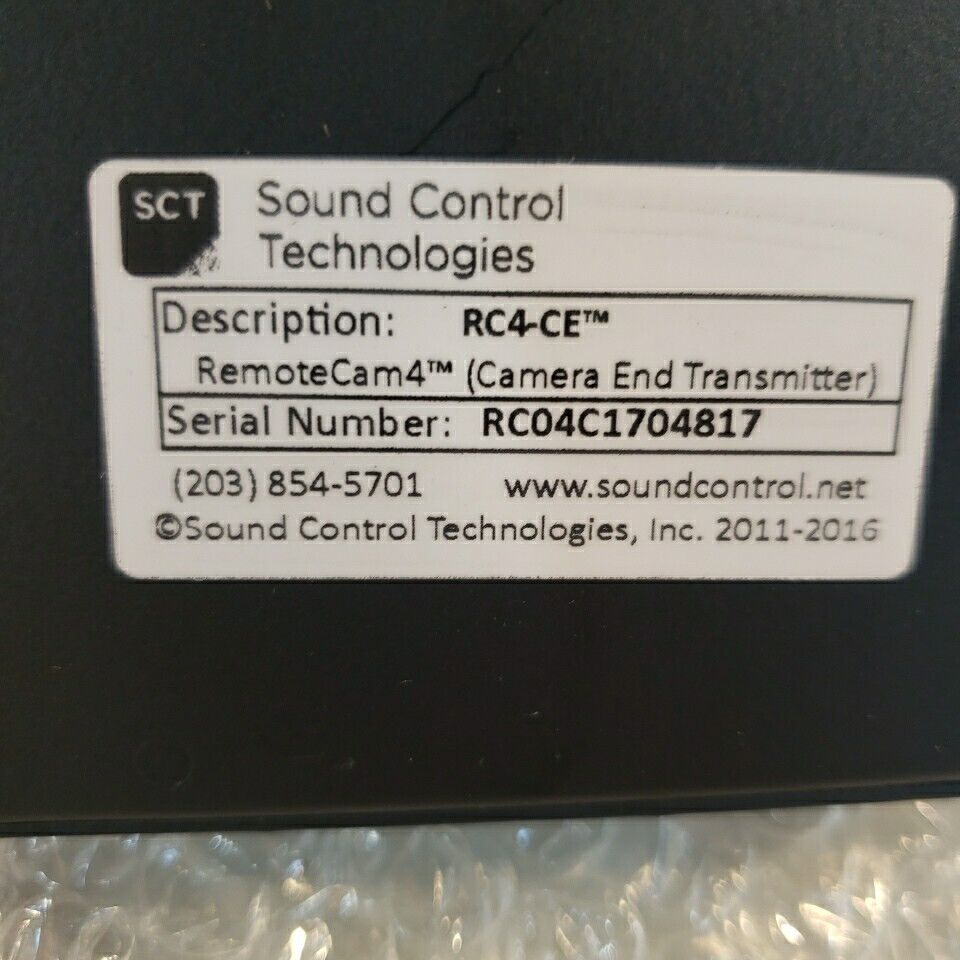 SCT
Sound Control
Technologies
Description: RC4-CE™
RemoteCam4™ (Camera End Transmitter)
Serial Number: RC04C1704817
(203) 854-5701 www.soundcontrol.net
©Sound Control Technologies, Inc. 2011-2016